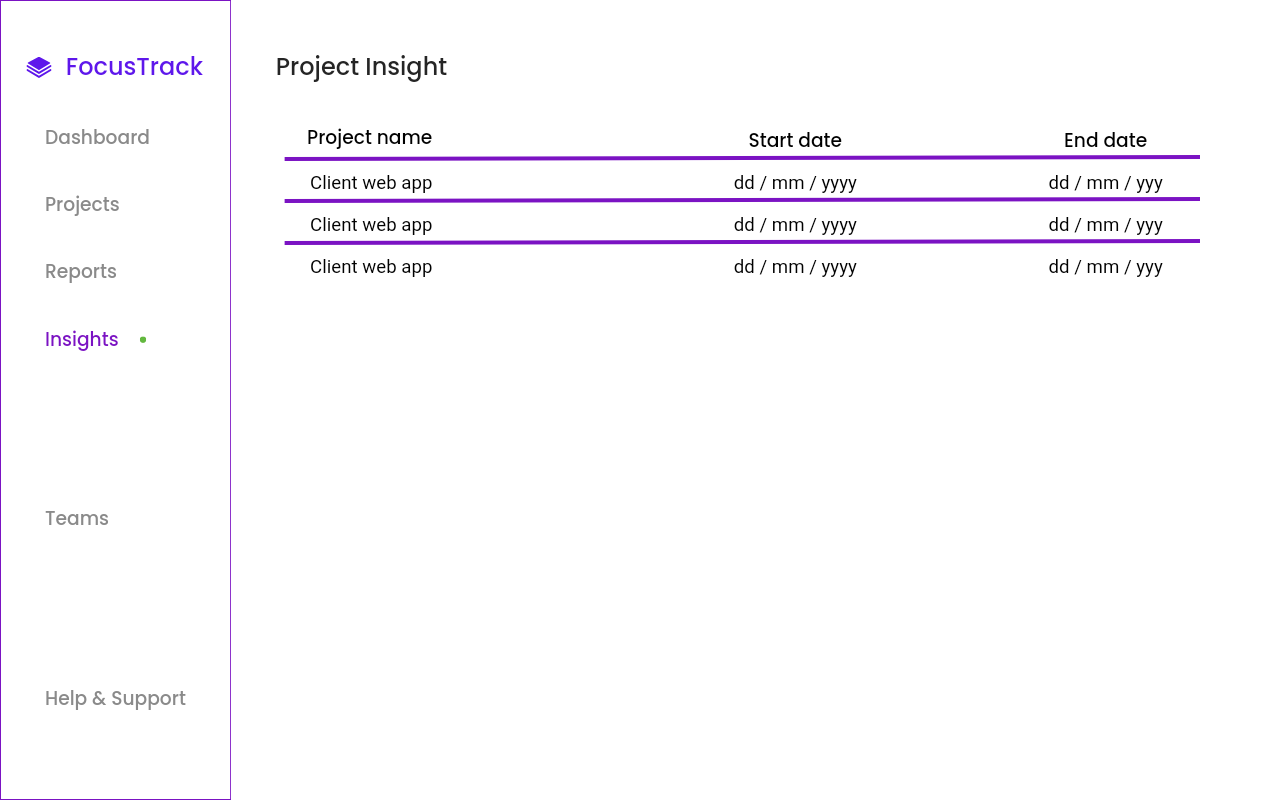 FocusTrack
Dashboard
Projects
Reports
Insights
Teams
Help & Support
Project Insight
Project name Start date End date
Client web app dd / mm / yyyy dd / mm / yyy
Client web app dd / mm / yyyy dd / mm / yyy
Client web app dd / mm / yyyy dd / mm / yyy